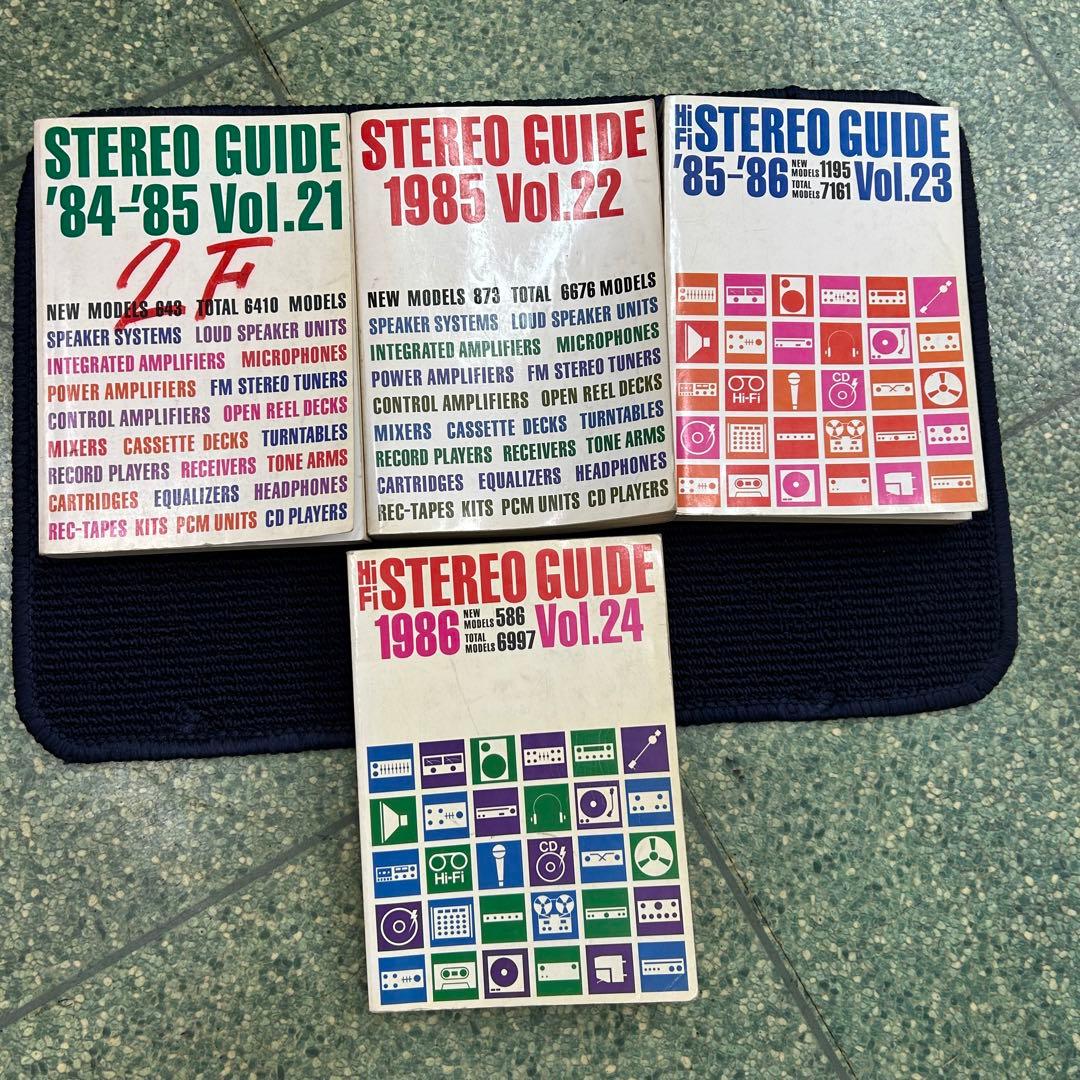 STEREO GUIDE
'84-'85 Vol.21
2F
NEW MODELS 643 TOTAL 6410 MODELS
SPEAKER SYSTEMS LOUD SPEAKER UNITS
INTEGRATED AMPLIFIERS MICROPHONES
POWER AMPLIFIERS FM STEREO TUNERS
CONTROL AMPLIFIERS OPEN REEL DECKS
MIXERS CASSETTE DECKS TURNTABLES
RECORD PLAYERS RECEIVERS TONE ARMS
CARTRIDGES EQUALIZERS HEADPHONES
REC-TAPES KITS PCM UNITS CD PLAYERS
STEREO GUIDE
1985 Vol.22
NEW MODELS 873 TOTAL 6676 MODELS
SPEAKER SYSTEMS LOUD SPEAKER UNITS
INTEGRATED AMPLIFIERS MICROPHONES
POWER AMPLIFIERS FM STEREO TUNERS
CONTROL AMPLIFIERS OPEN REEL DECKS
MIXERS CASSETTE DECKS TURNTABLES
RECORD PLAYERS RECEIVERS TONE ARMS
CARTRIDGES EQUALIZERS HEADPHONES
REC-TAPES KITS PCM UNITS CD PLAYERS
HiFi STEREO GUIDE
'85-'86 NEW MODELS 1195 TOTAL MODELS 7161 Vol.23
Hi-Fi
CD
HiFi STEREO GUIDE
1986 NEW MODELS 586 TOTAL MODELS 6997 Vol.24
Hi-Fi
CD